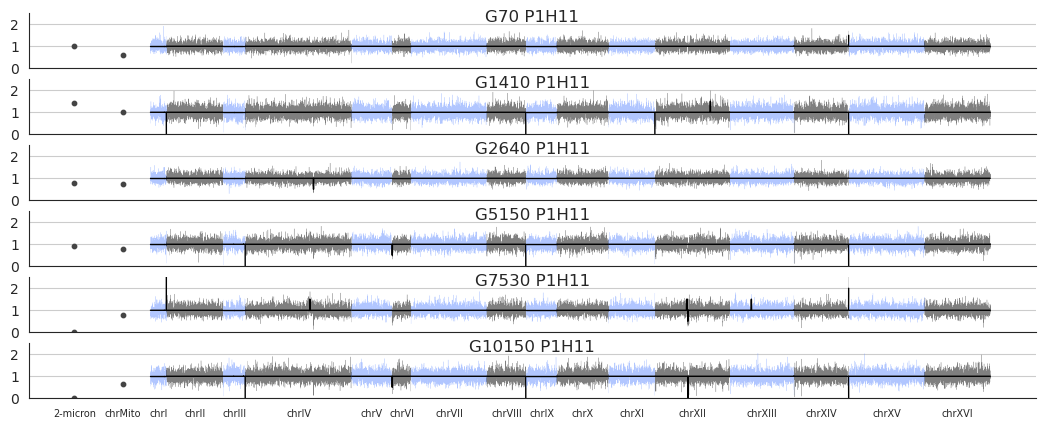 G70 P1H11
2
1
0
G1410 P1H11
2
1
0
G2640 P1H11
2
1
0
G5150 P1H11
2
1
0
G7530 P1H11
2
1
0
G10150 P1H11
2
1
0
2-micron chrMito chrI chrII chrIII chrIV chrV chrVI chrVII chrVIII chrIX chrX chrXI chrXII chrXIII chrXIV chrXV chrXVI